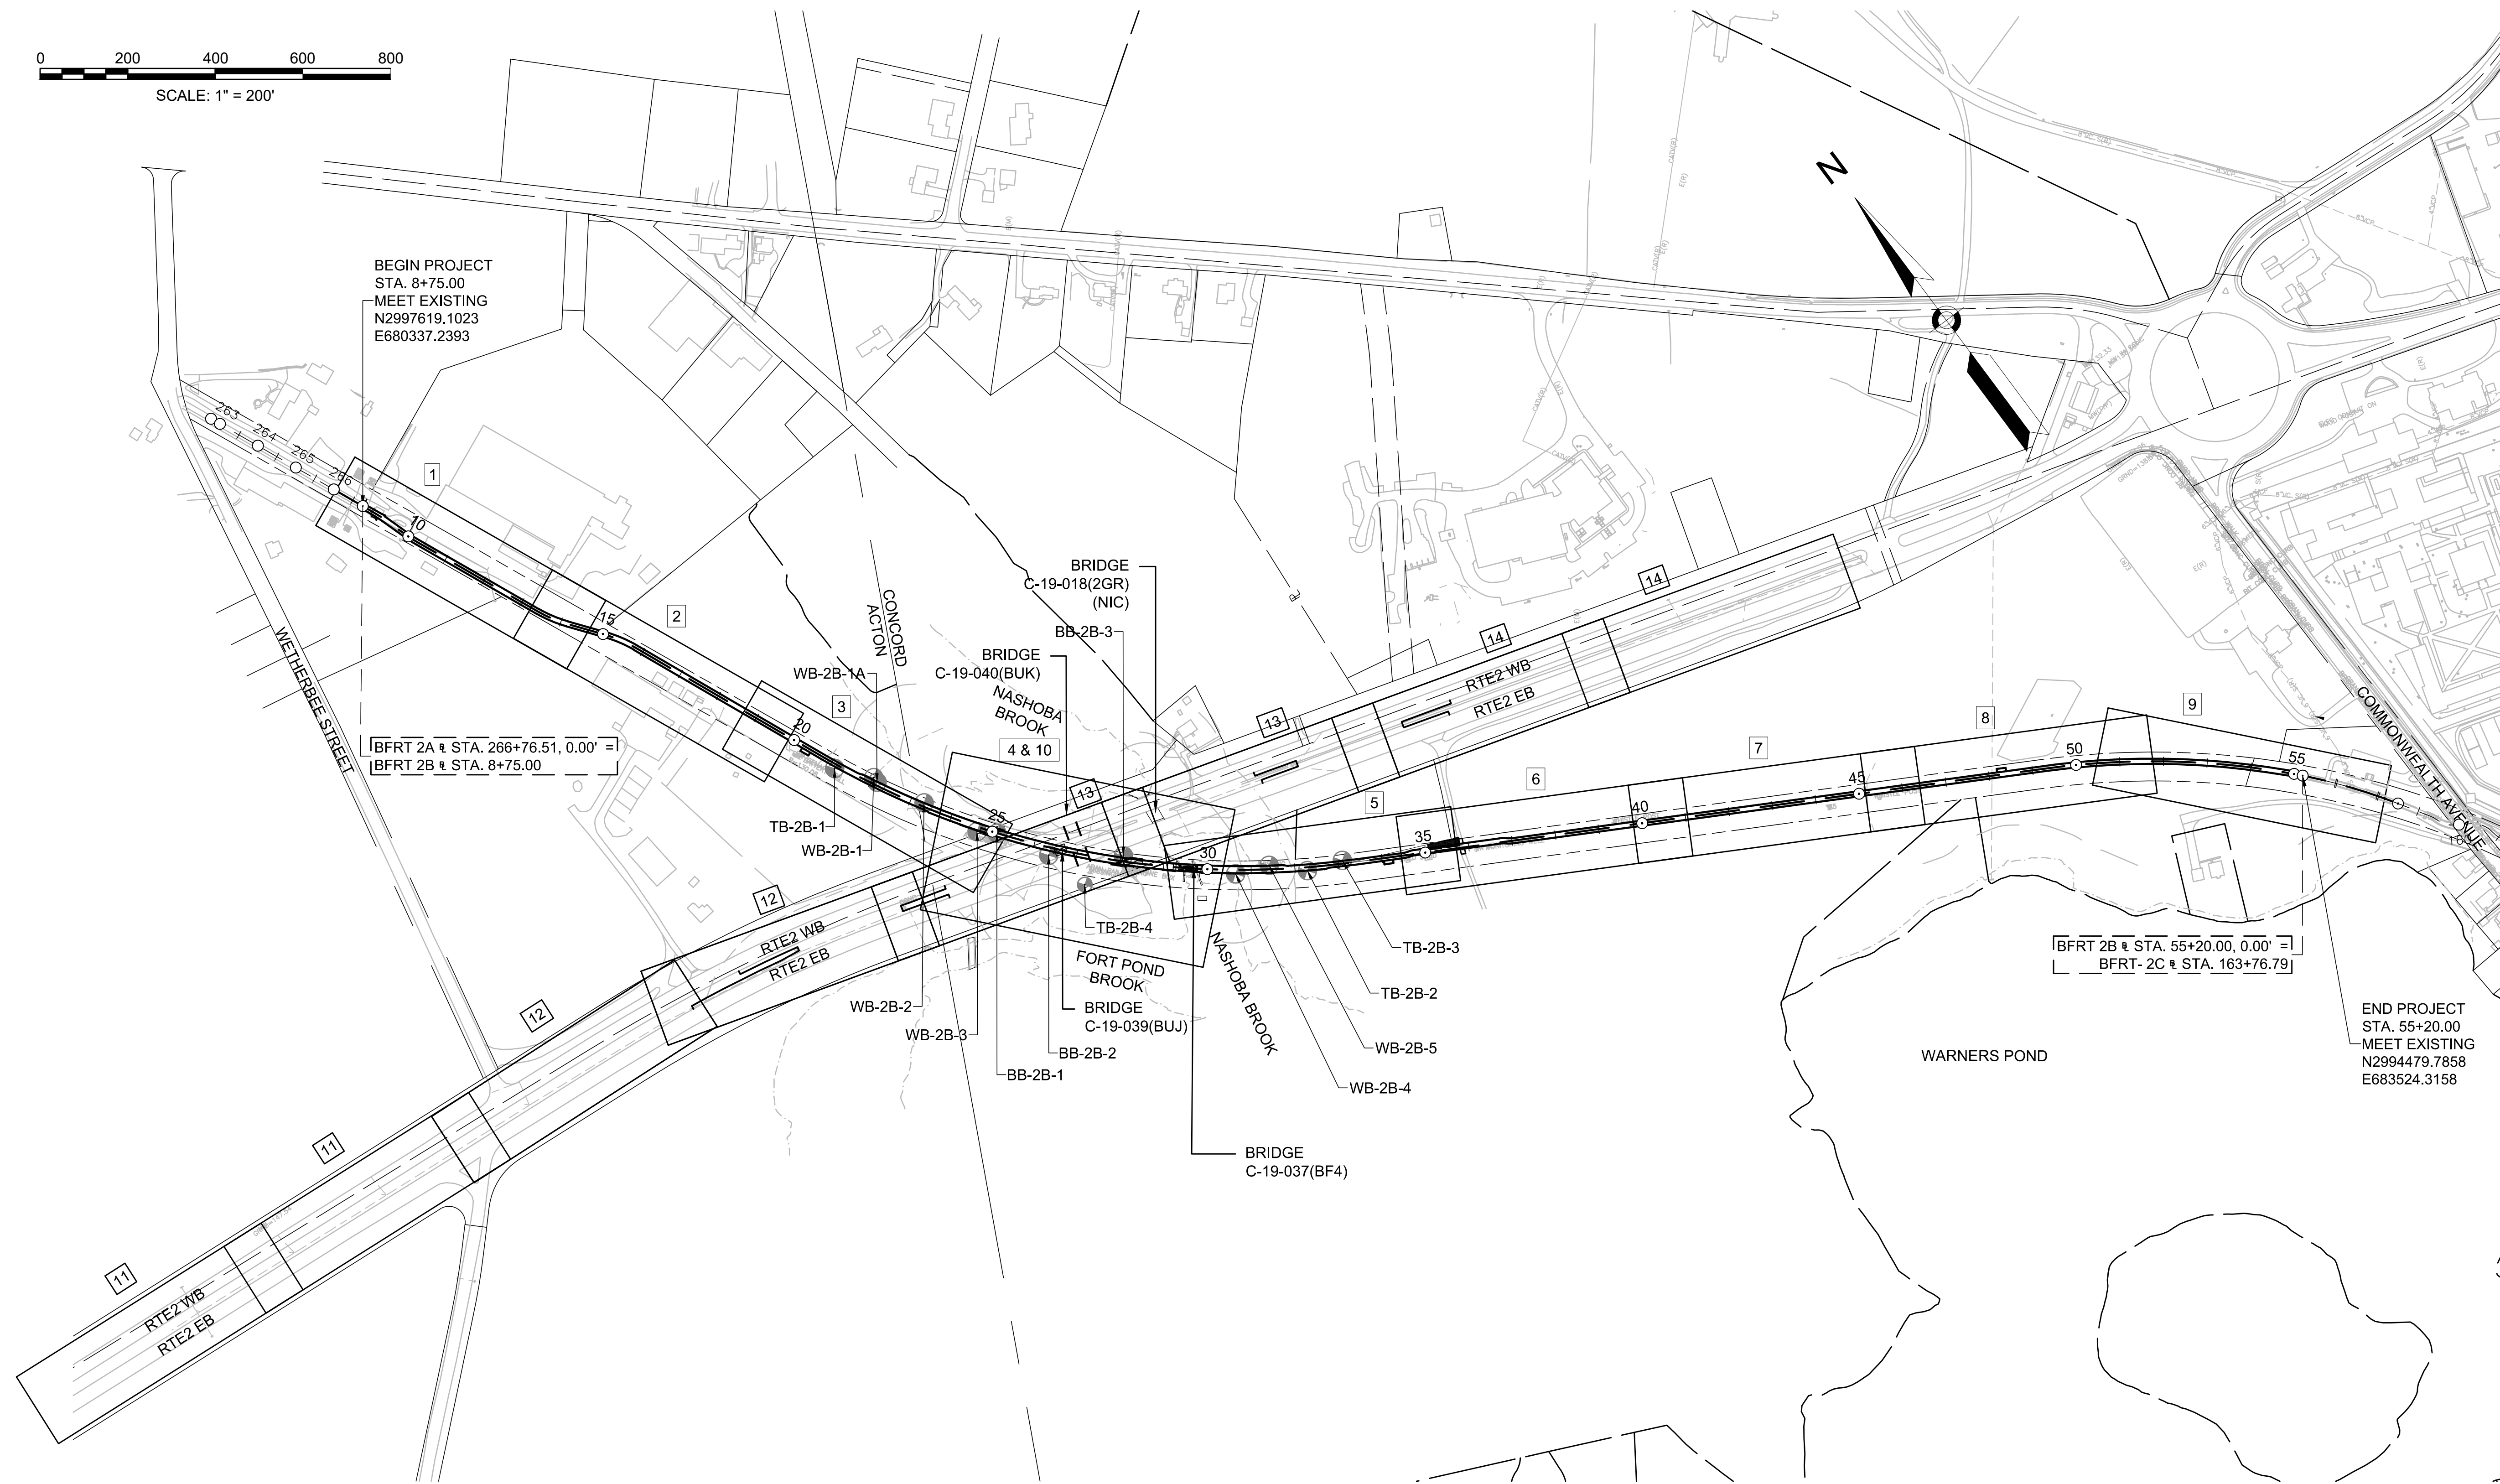 0 200 400 600 800
SCALE: 1" = 200'
N
BEGIN PROJECT
STA. 8+75.00
MEET EXISTING
N2997619.1023
E680337.2393
263
264
265
266
1
10
15
2
WETHERBEE STREET
BFRT 2A ℄ STA. 266+76.51, 0.00' =
BFRT 2B ℄ STA. 8+75.00
CONCORD
ACTON
WB-2B-1A
20
3
TB-2B-1
WB-2B-1
BRIDGE
C-19-018(2GR)
(NIC)
BB-2B-3
BRIDGE
C-19-040(BUK)
NASHOBA
BROOK
4 & 10
25
13
13
14
14
RTE2 WB
RTE2 EB
30
5
35
6
40
7
45
8
50
9
55
COMMONWEALTH AVENUE
12
RTE2 WB
RTE2 EB
TB-2B-4
FORT POND
BROOK
WB-2B-2
WB-2B-3
BRIDGE
C-19-039(BUJ)
BB-2B-2
BB-2B-1
NASHOBA BROOK
TB-2B-3
TB-2B-2
WB-2B-5
WB-2B-4
BRIDGE
C-19-037(BF4)
BFRT 2B ℄ STA. 55+20.00, 0.00' =
BFRT- 2C ℄ STA. 163+76.79
END PROJECT
STA. 55+20.00
MEET EXISTING
N2994479.7858
E683524.3158
WARNERS POND
12
11
11
RTE2 WB
RTE2 EB